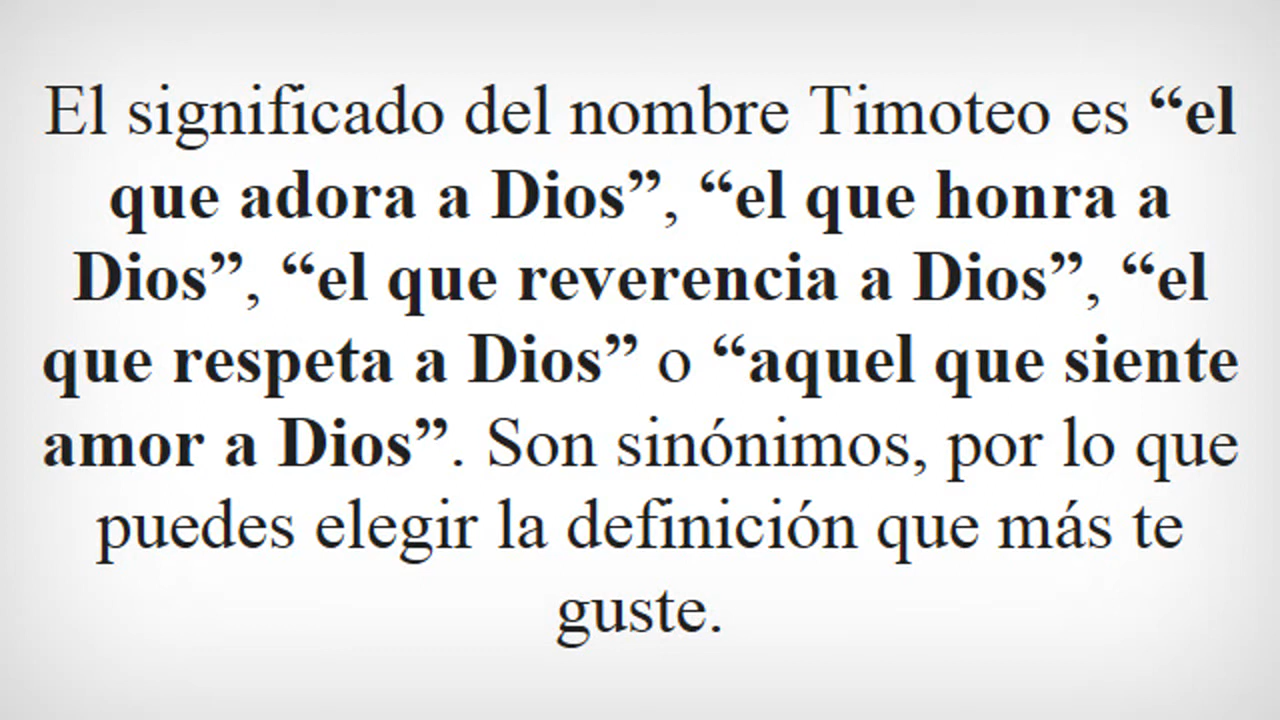 El significado del nombre Timoteo es “el
que adora a Dios”, “el que honra a
Dios”, “el que reverencia a Dios”, “el
que respeta a Dios” o “aquel que siente
amor a Dios”. Son sinónimos, por lo que
puedes elegir la definición que más te
guste.